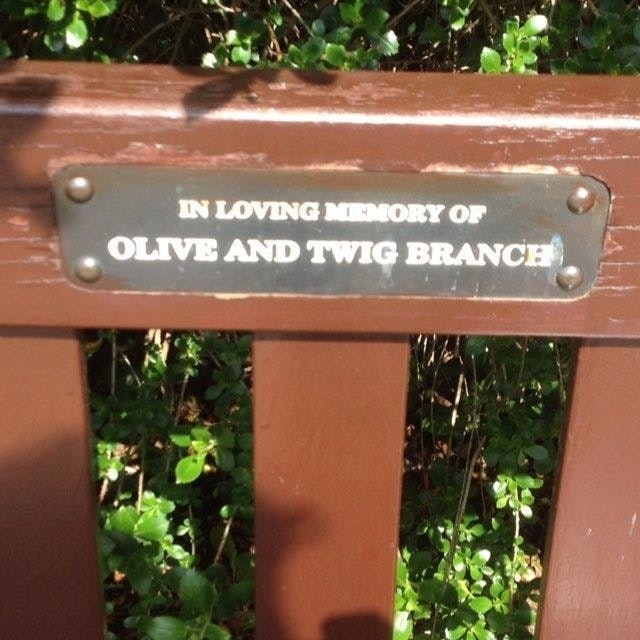 IN LOVING MEMORY OF
OLIVE AND TWIG BRANCH